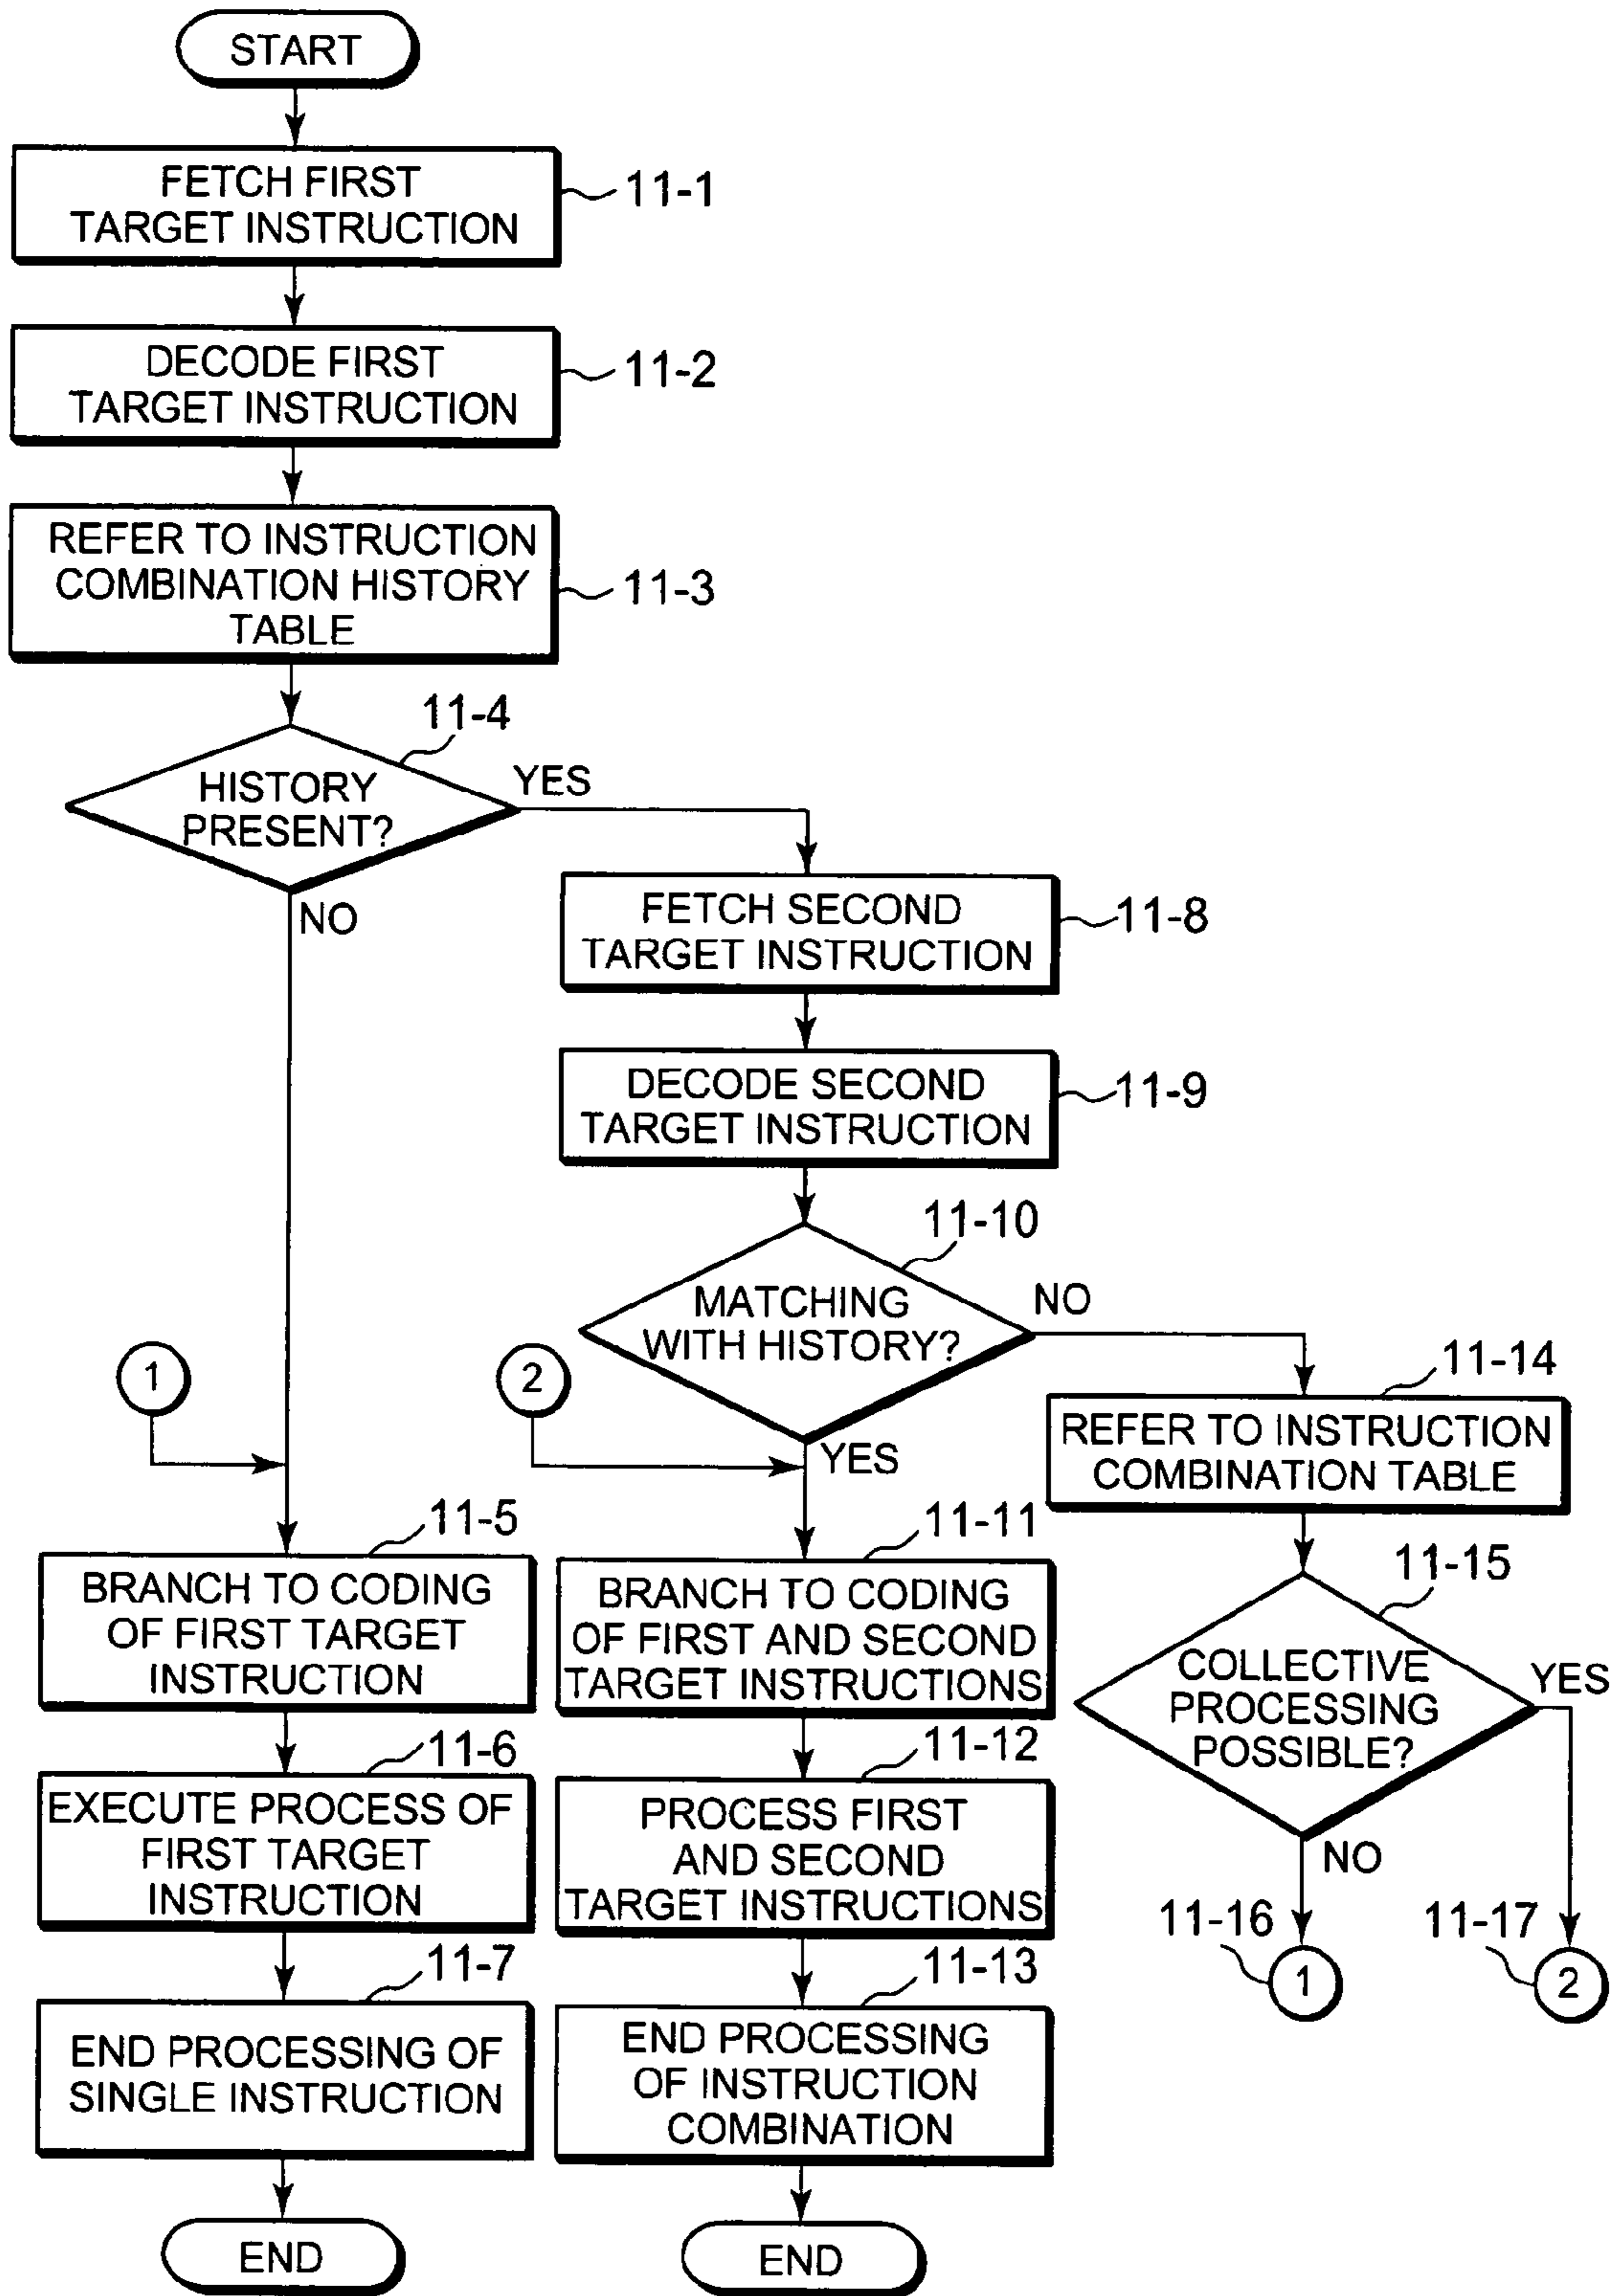 START
FETCH FIRST
TARGET INSTRUCTION
11-1
DECODE FIRST
TARGET INSTRUCTION
11-2
REFER TO INSTRUCTION
COMBINATION HISTORY
TABLE
11-3
11-4
HISTORY
PRESENT?
YES
NO
FETCH SECOND
TARGET INSTRUCTION
11-8
DECODE SECOND
TARGET INSTRUCTION
11-9
11-10
MATCHING
WITH HISTORY?
NO
YES
1
2
11-14
REFER TO INSTRUCTION
COMBINATION TABLE
11-5
BRANCH TO CODING
OF FIRST TARGET
INSTRUCTION
11-11
BRANCH TO CODING
OF FIRST AND SECOND
TARGET INSTRUCTIONS
11-15
COLLECTIVE
PROCESSING
POSSIBLE?
YES
NO
11-6
EXECUTE PROCESS OF
FIRST TARGET
INSTRUCTION
11-12
PROCESS FIRST
AND SECOND
TARGET INSTRUCTIONS
11-16
1
11-17
2
11-7
END PROCESSING OF
SINGLE INSTRUCTION
11-13
END PROCESSING
OF INSTRUCTION
COMBINATION
END
END